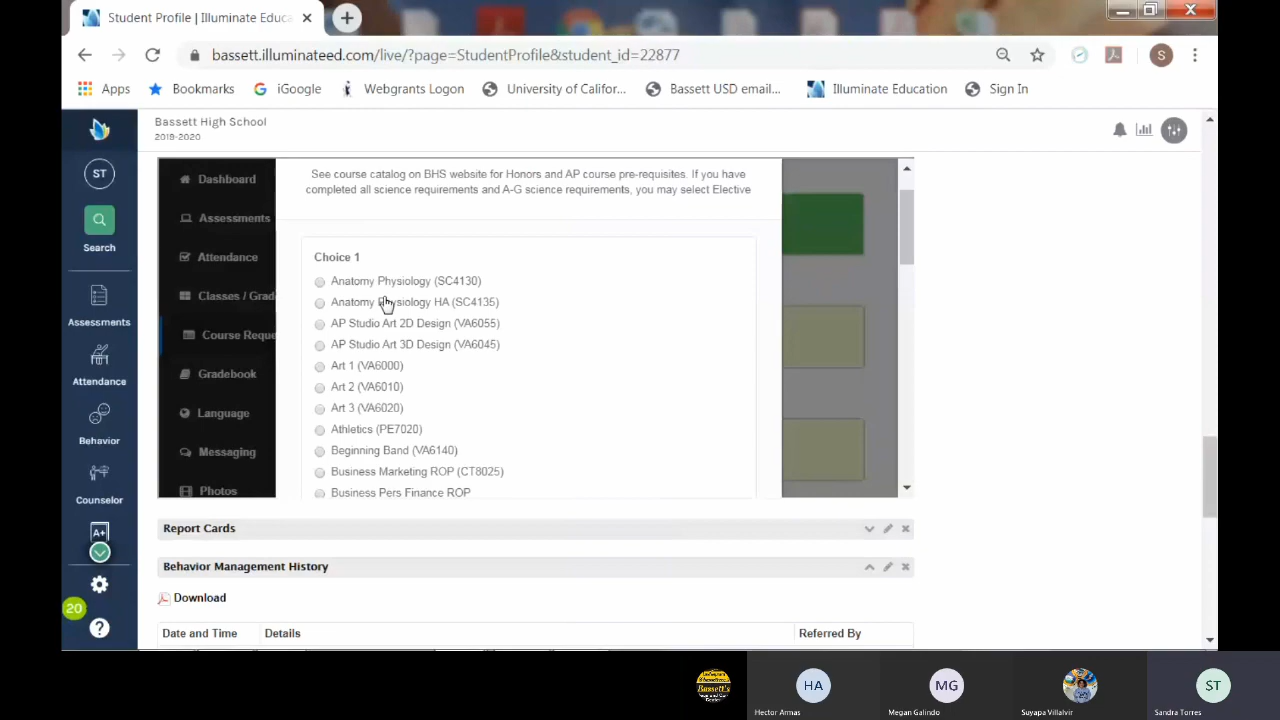 Student Profile | Illuminate Educa
bassett.illuminateed.com/live/?page=StudentProfile&student_id=22877
S
Apps
Bookmarks
iGoogle
Webgrants Logon
University of Califor...
Bassett USD email...
Illuminate Education
Sign In
Bassett High School
2019-2020
ST
Search
Assessments
Attendance
Behavior
Counselor
A+
20
Dashboard
Assessments
Attendance
Classes / Grad
Course Reque
Gradebook
Language
Messaging
Photos
See course catalog on BHS website for Honors and AP course pre-requisites. If you have
completed all science requirements and A-G science requirements, you may select Elective
Choice 1
Anatomy Physiology (SC4130)
Anatomy Physiology HA (SC4135)
AP Studio Art 2D Design (VA6055)
AP Studio Art 3D Design (VA6045)
Art 1 (VA6000)
Art 2 (VA6010)
Art 3 (VA6020)
Athletics (PE7020)
Beginning Band (VA6140)
Business Marketing ROP (CT8025)
Business Pers Finance ROP
Report Cards
Behavior Management History
Download
Date and Time
Details
Referred By
Bassett's
HA
Hector Armas
MG
Megan Galindo
Suyapa Villalvir
ST
Sandra Torres